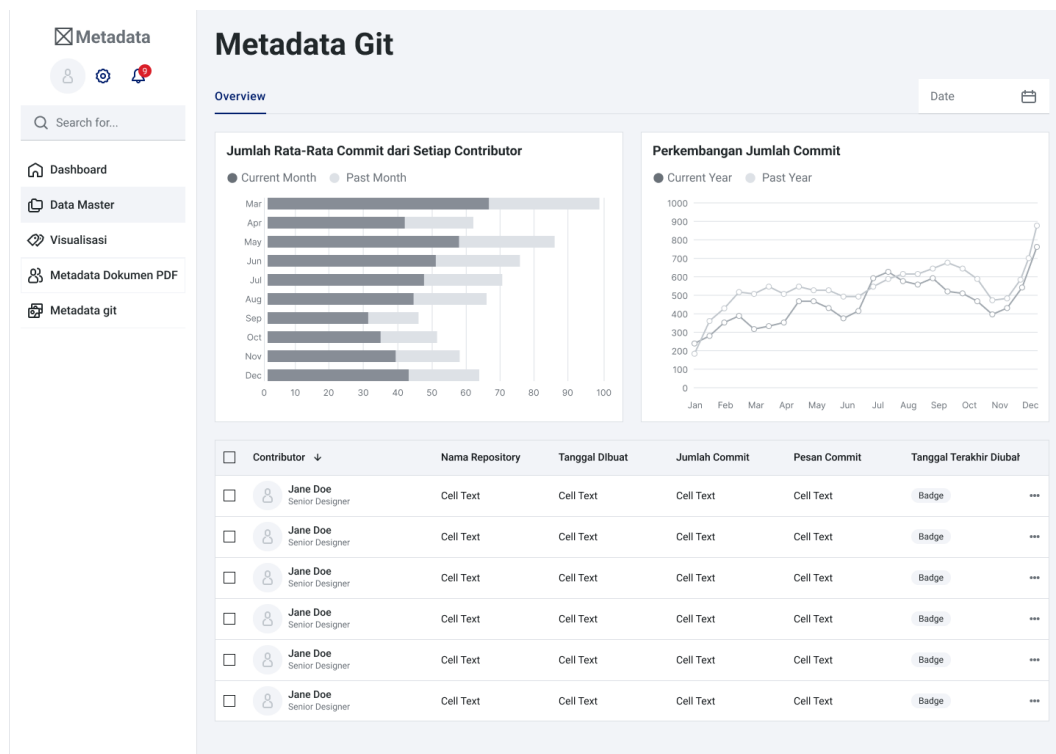 Metadata
9
Search for...
Dashboard
Data Master
Visualisasi
Metadata Dokumen PDF
Metadata git
Metadata Git
Overview
Date
Jumlah Rata-Rata Commit dari Setiap Contributor
Current Month Past Month
Mar
Apr
May
Jun
Jul
Aug
Sep
Oct
Nov
Dec
0 10 20 30 40 50 60 70 80 90 100
Perkembangan Jumlah Commit
Current Year Past Year
1000
900
800
700
600
500
400
300
200
100
0
Jan Feb Mar Apr May Jun Jul Aug Sep Oct Nov Dec
Contributor Nama Repository Tanggal DIbuat Jumlah Commit Pesan Commit Tanggal Terakhir Diubah
Jane Doe
Senior Designer
Cell Text Cell Text Cell Text Cell Text Badge
Jane Doe
Senior Designer
Cell Text Cell Text Cell Text Cell Text Badge
Jane Doe
Senior Designer
Cell Text Cell Text Cell Text Cell Text Badge
Jane Doe
Senior Designer
Cell Text Cell Text Cell Text Cell Text Badge
Jane Doe
Senior Designer
Cell Text Cell Text Cell Text Cell Text Badge
Jane Doe
Senior Designer
Cell Text Cell Text Cell Text Cell Text Badge